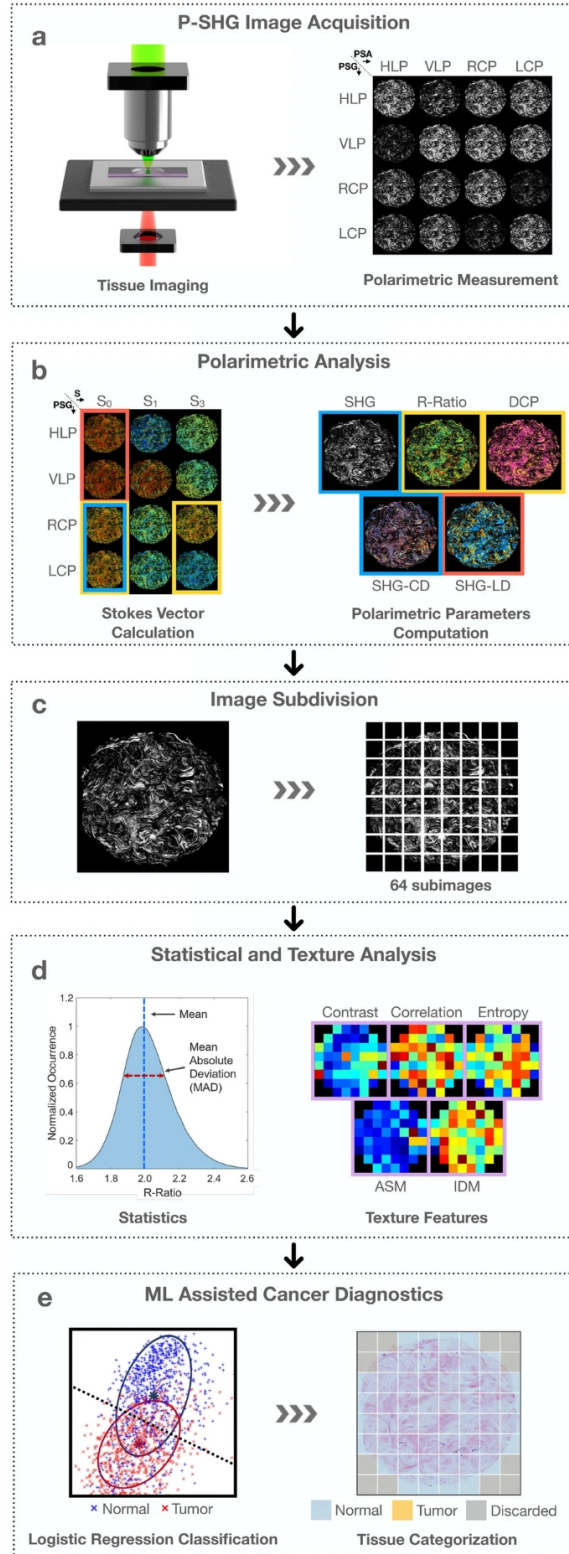 P-SHG Image Acquisition
a
PSA
PSG
HLP VLP RCP LCP
HLP
VLP
RCP
LCP
Tissue Imaging
Polarimetric Measurement
Polarimetric Analysis
b
S
PSG
S₀ S₁ S₃
HLP
VLP
RCP
LCP
Stokes Vector
Calculation
SHG R-Ratio DCP
SHG-CD SHG-LD
Polarimetric Parameters
Computation
Image Subdivision
c
64 subimages
Statistical and Texture Analysis
d
Normalized Occurrence
1.2
1
0.8
0.6
0.4
0.2
0
Mean
Mean
Absolute
Deviation
(MAD)
1.6 1.8 2.0 2.2 2.4 2.6
R-Ratio
Statistics
Contrast Correlation Entropy
ASM IDM
Texture Features
ML Assisted Cancer Diagnostics
e
× Normal × Tumor
Logistic Regression Classification
Normal Tumor Discarded
Tissue Categorization